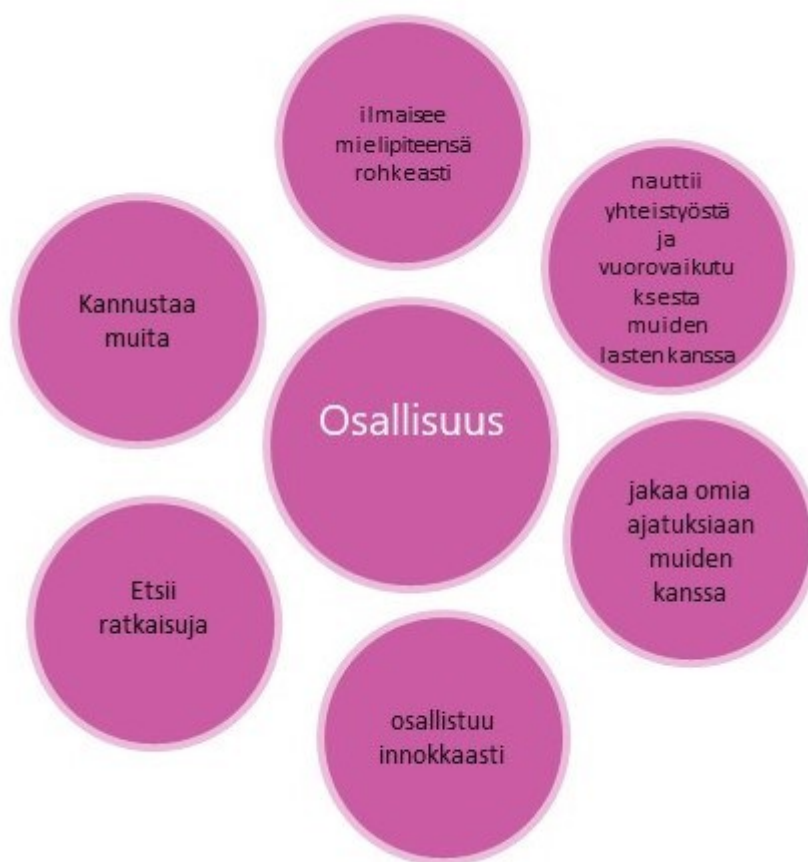 ilmaisee
mielipiteensä
rohkeasti
nauttii
yhteistyöstä
ja
vuorovaikutu
ksesta
muiden
lasten kanssa
Kannustaa
muita
Osallisuus
jakaa omia
ajatuksiaan
muiden
kanssa
Etsii
ratkaisuja
osallistuu
innokkaasti